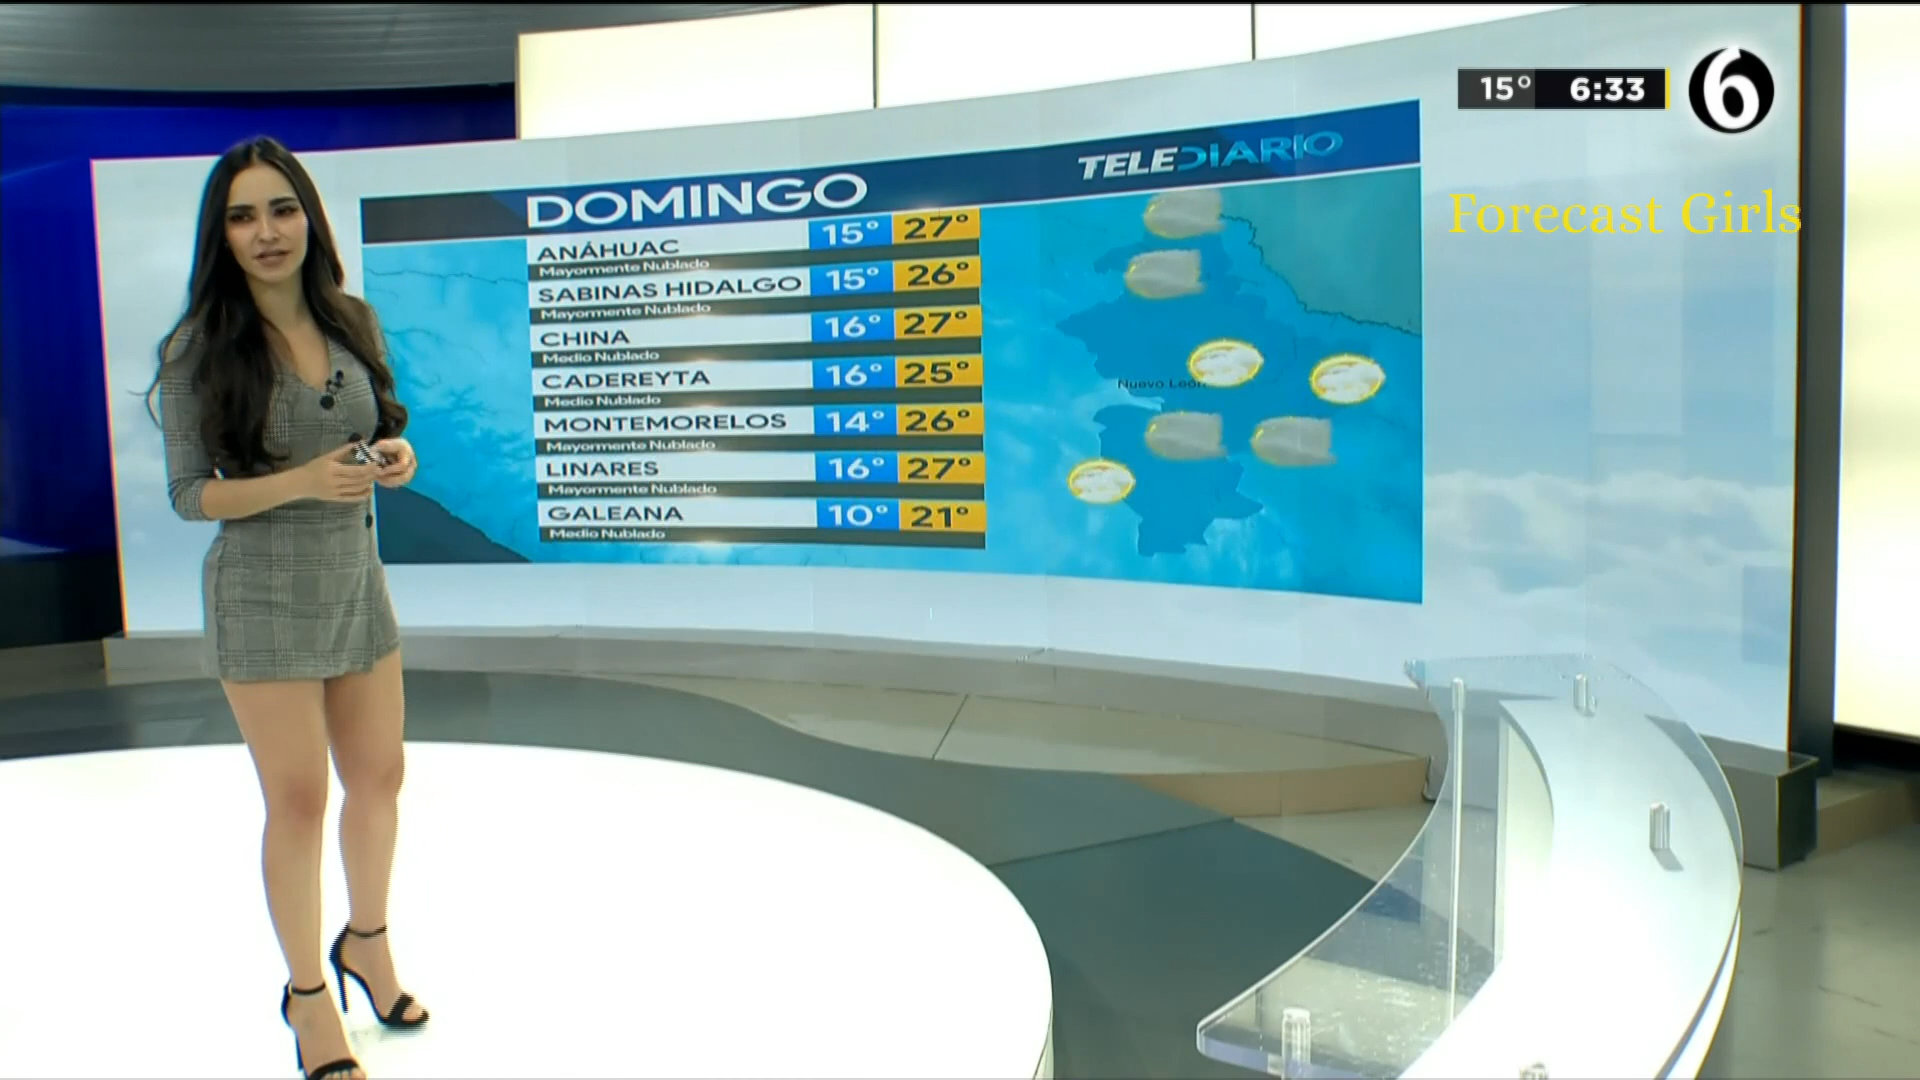 15° 6:33 6
TELEDIARIO
Forecast Girls
DOMINGO
ANÁHUAC 15° 27°
Mayormente Nublado
SABINAS HIDALGO 15° 26°
Mayormente Nublado
CHINA 16° 27°
Medio Nublado
CADEREYTA 16° 25°
Medio Nublado
MONTEMORELOS 14° 26°
Mayormente Nublado
LINARES 16° 27°
Mayormente Nublado
GALEANA 10° 21°
Medio Nublado
Nuevo León